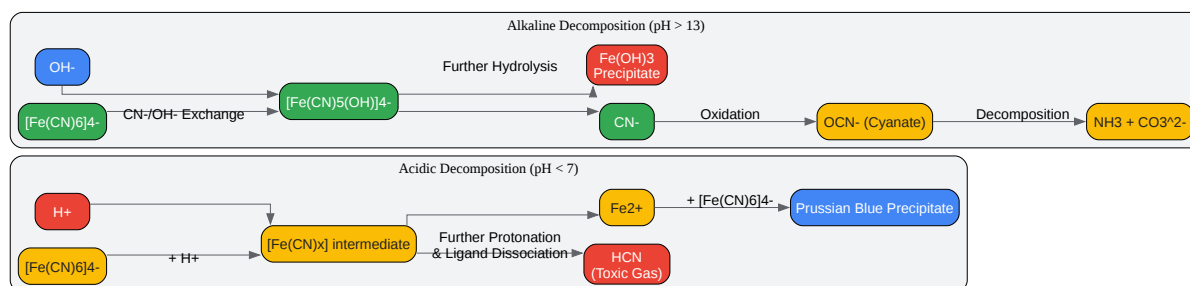 Alkaline Decomposition (pH > 13)
OH-
Further Hydrolysis
Fe(OH)3
Precipitate
[Fe(CN)5(OH)]4-
[Fe(CN)6]4-
CN-/OH- Exchange
CN-
Oxidation
OCN- (Cyanate)
Decomposition
NH3 + CO3^2-
Acidic Decomposition (pH < 7)
H+
Fe2+
+ [Fe(CN)6]4-
Prussian Blue Precipitate
[Fe(CN)x] intermediate
Further Protonation
& Ligand Dissociation
[Fe(CN)6]4-
+ H+
HCN
(Toxic Gas)